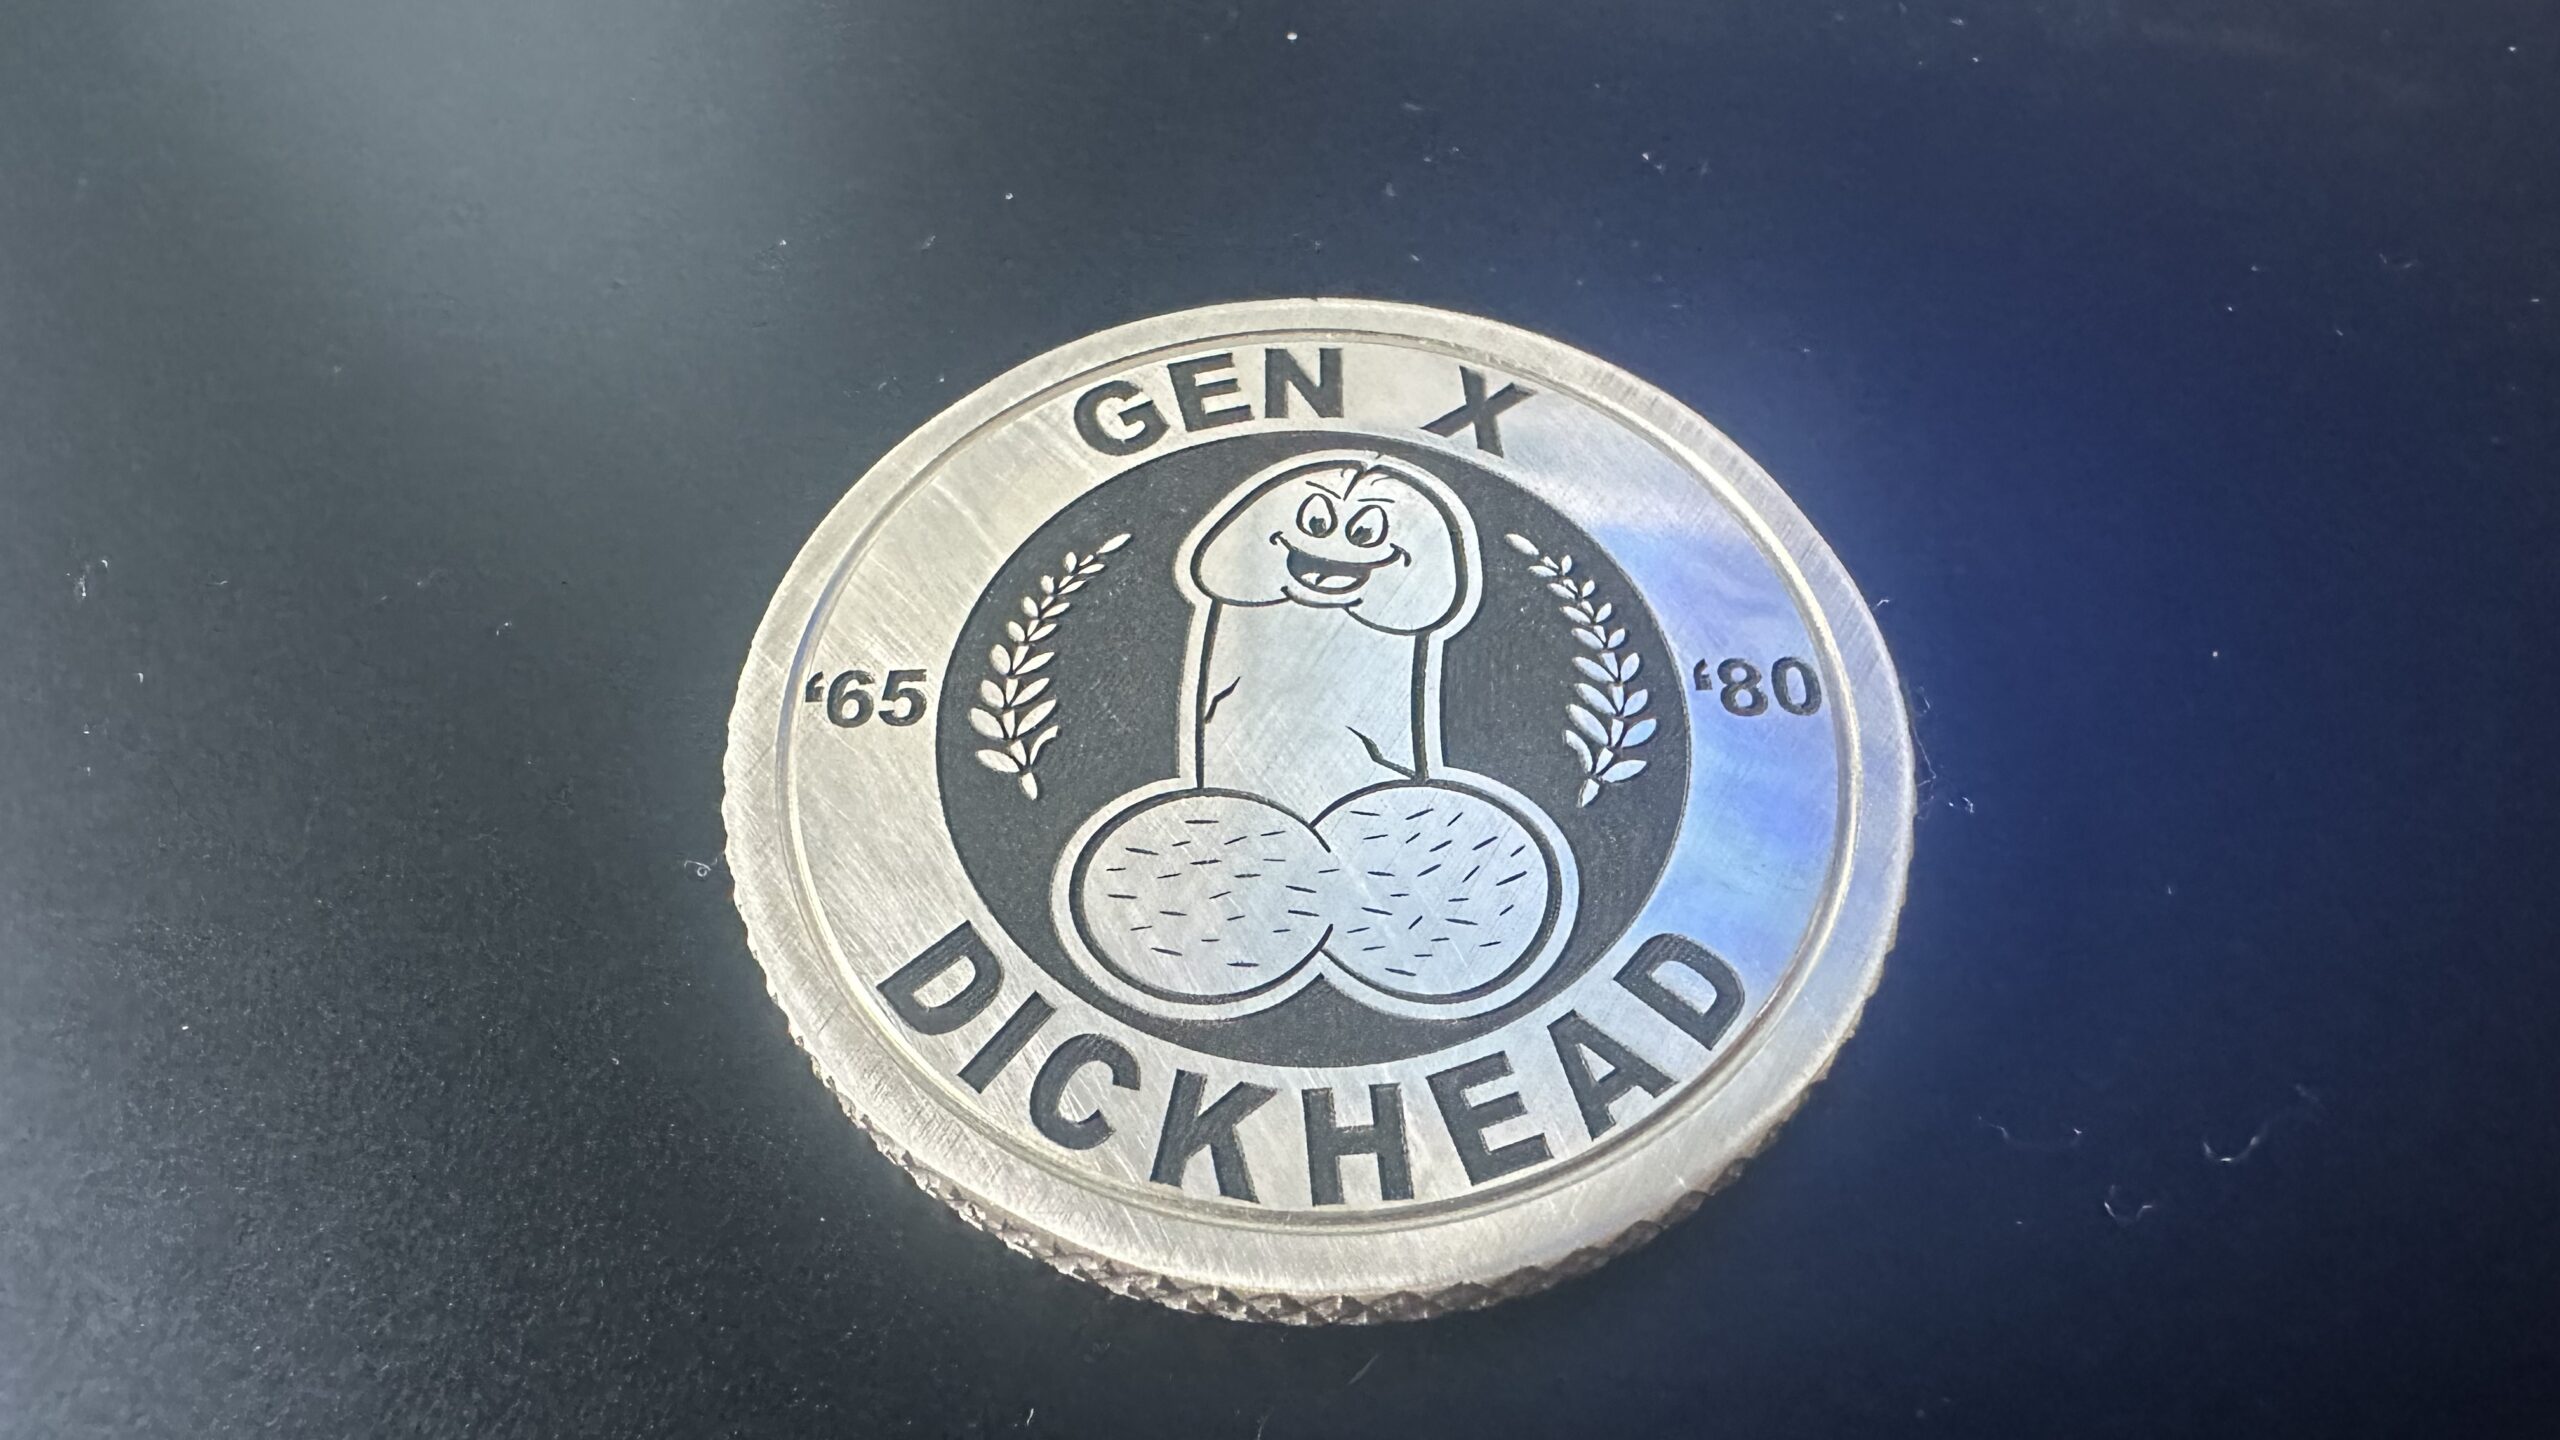 GEN X
‘65
‘80
DICKHEAD